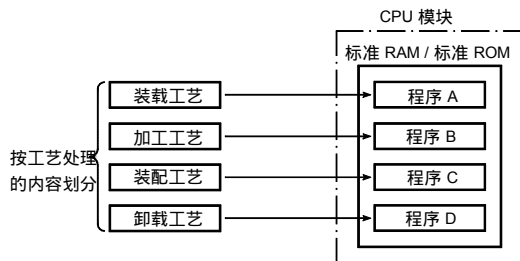 CPU 模块
标准 RAM / 标准 ROM
装载工艺
程序 A
加工工艺
程序 B
按工艺处理
的内容划分
装配工艺
程序 C
卸载工艺
程序 D